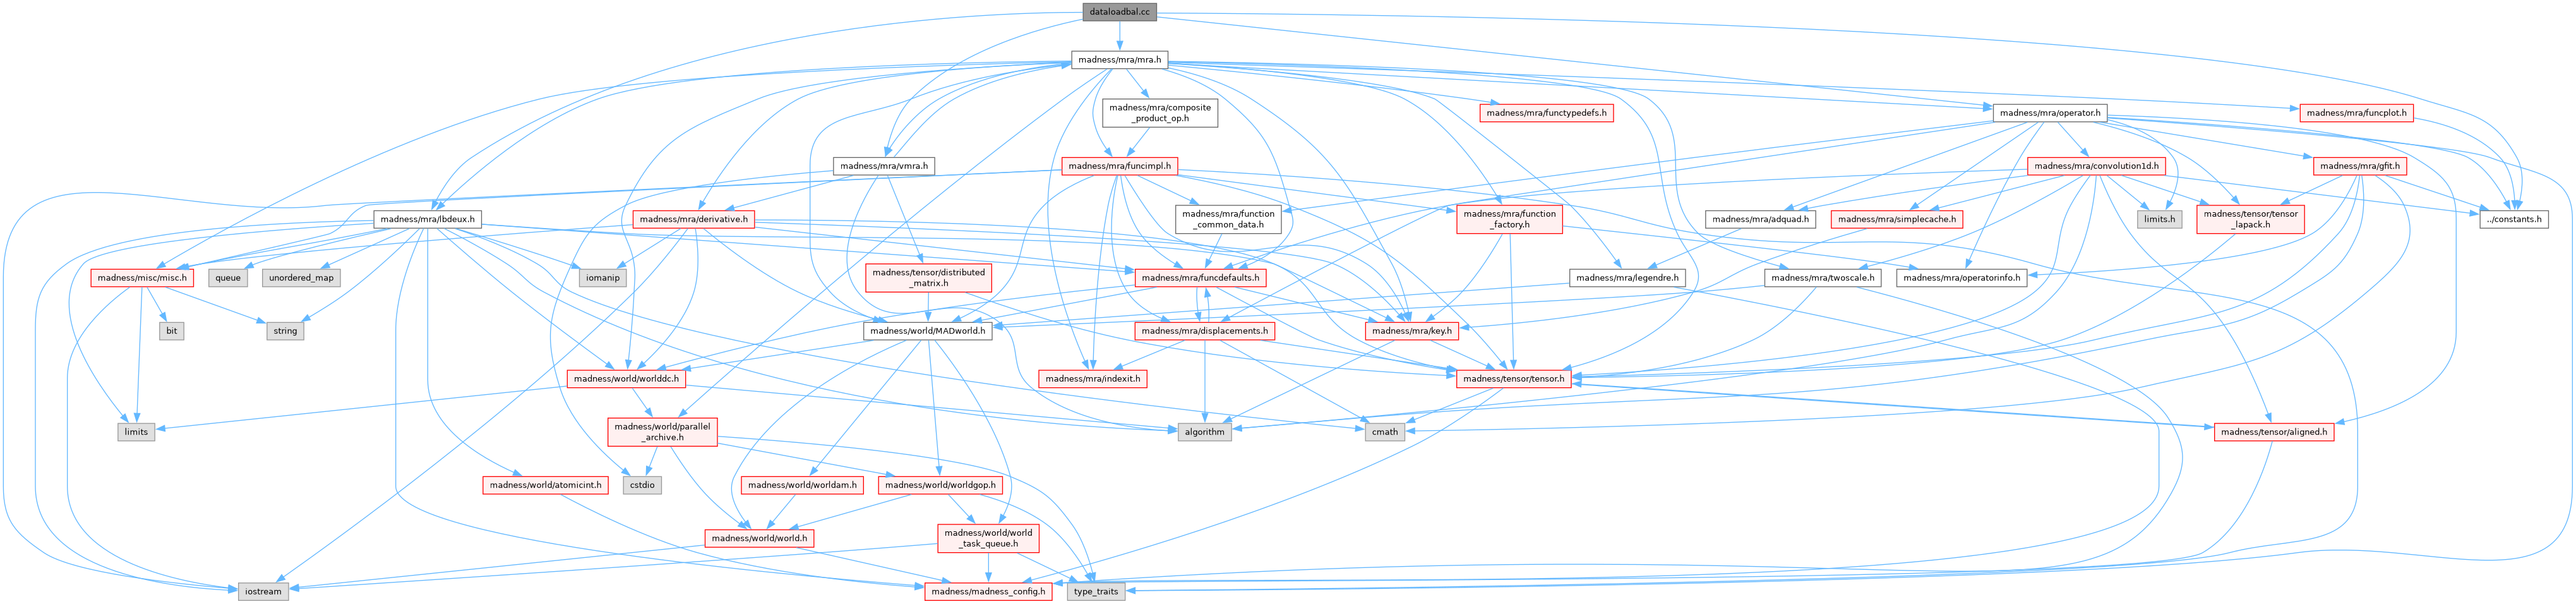 dataloadbal.cc
madness/mra/mra.h
madness/mra/composite
_product_op.h
madness/mra/functypedefs.h
madness/mra/operator.h
madness/mra/funcplot.h
madness/mra/vmra.h
madness/mra/funcimpl.h
madness/mra/convolution1d.h
madness/mra/gfit.h
madness/mra/lbdeux.h
madness/mra/derivative.h
madness/mra/function
_common_data.h
madness/mra/function
_factory.h
madness/mra/adquad.h
madness/mra/simplecache.h
limits.h
madness/tensor/tensor
_lapack.h
../constants.h
madness/misc/misc.h
queue
unordered_map
iomanip
madness/tensor/distributed
_matrix.h
madness/mra/funcdefaults.h
madness/mra/legendre.h
madness/mra/twoscale.h
madness/mra/operatorinfo.h
bit
string
madness/world/MADworld.h
madness/mra/displacements.h
madness/mra/key.h
madness/world/worlddc.h
madness/mra/indexit.h
madness/tensor/tensor.h
limits
madness/world/parallel
_archive.h
algorithm
cmath
madness/tensor/aligned.h
madness/world/atomicint.h
cstdio
madness/world/worldam.h
madness/world/worldgop.h
madness/world/world.h
madness/world/world
_task_queue.h
iostream
madness/madness_config.h
type_traits